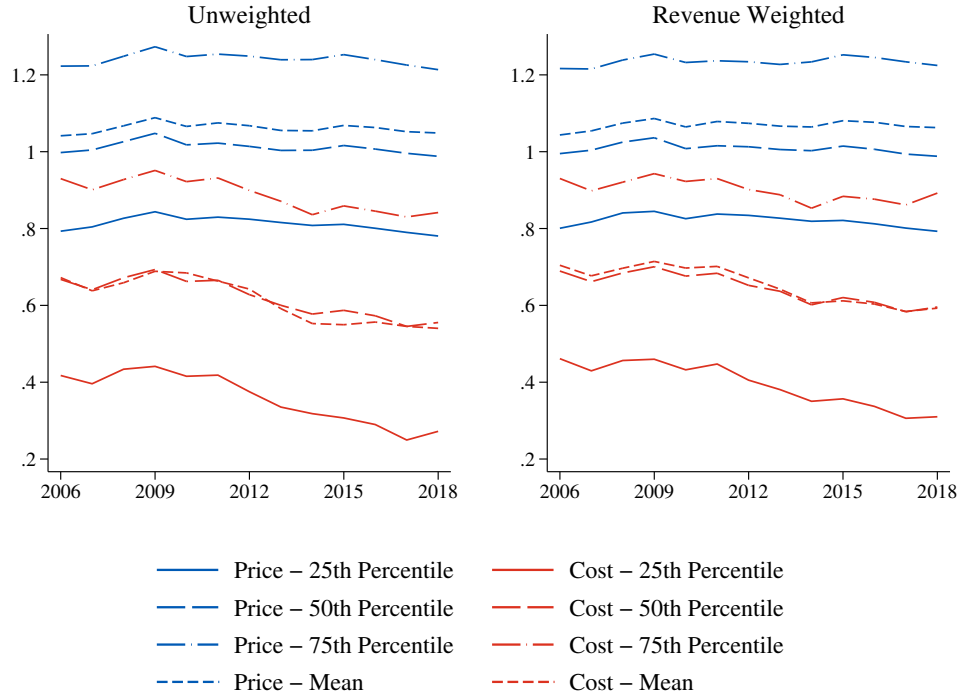 Unweighted
1.2
1
.8
.6
.4
.2
2006 2009 2012 2015 2018
Revenue Weighted
1.2
1
.8
.6
.4
.2
2006 2009 2012 2015 2018
Price − 25th Percentile
Cost − 25th Percentile
Price − 50th Percentile
Cost − 50th Percentile
Price − 75th Percentile
Cost − 75th Percentile
Price − Mean
Cost − Mean